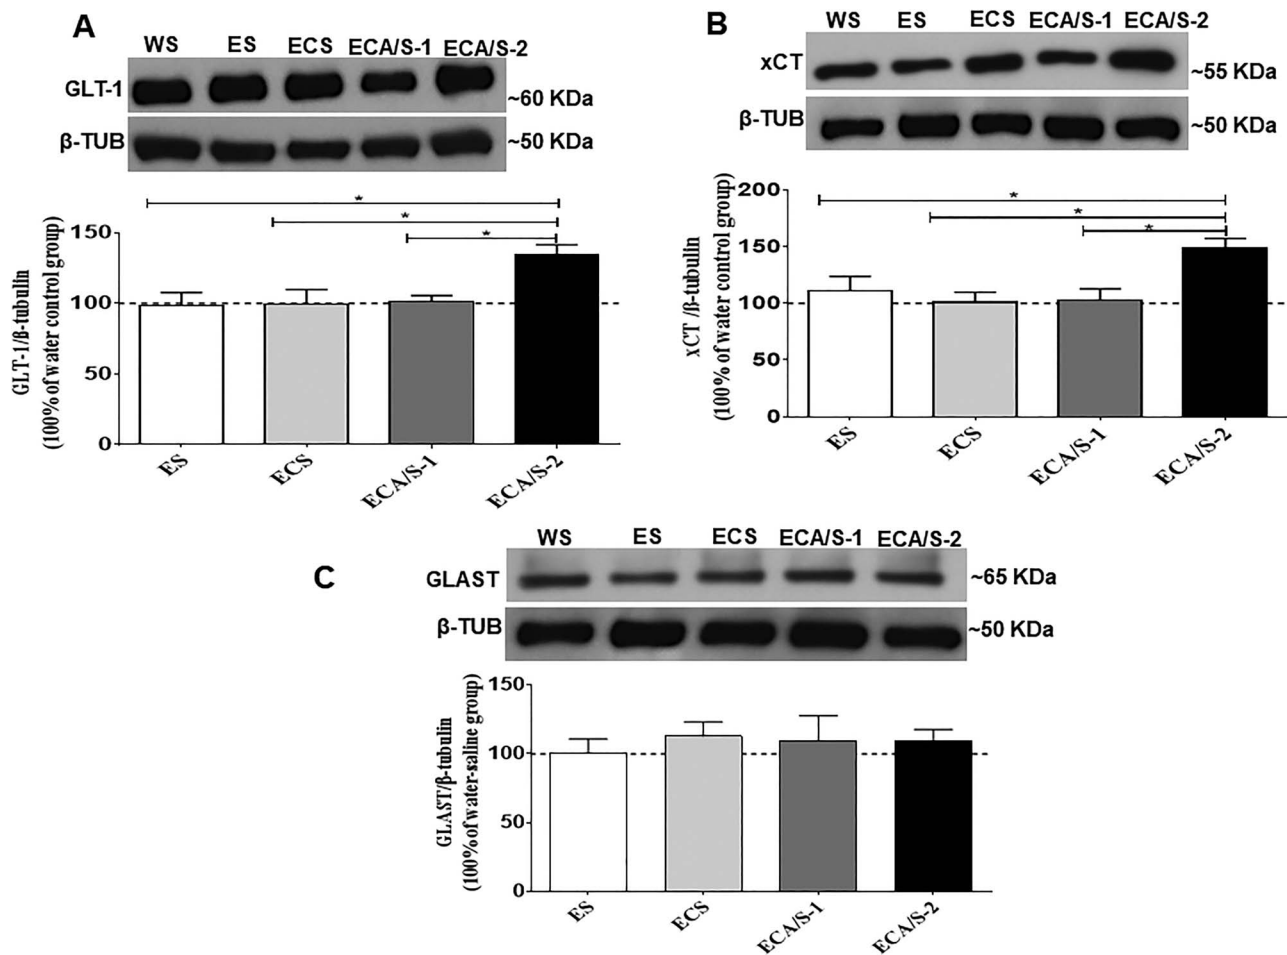 A
WS ES ECS ECA/S-1 ECA/S-2
GLT-1
~60 KDa
β-TUB
~50 KDa
* 
*
*
GLT-1/ß-tubulin
(100% of water control group)
150
100
50
0
ES ECS ECA/S-1 ECA/S-2
B
WS ES ECS ECA/S-1 ECA/S-2
xCT
~55 KDa
β-TUB
~50 KDa
*
*
*
xCT /ß-tubulin
(100% of water control group)
200
150
100
50
0
ES ECS ECA/S-1 ECA/S-2
C
WS ES ECS ECA/S-1 ECA/S-2
GLAST
~65 KDa
β-TUB
~50 KDa
GLAST/β-tubulin
(100% of water-saline group)
150
100
50
0
ES ECS ECA/S-1 ECA/S-2